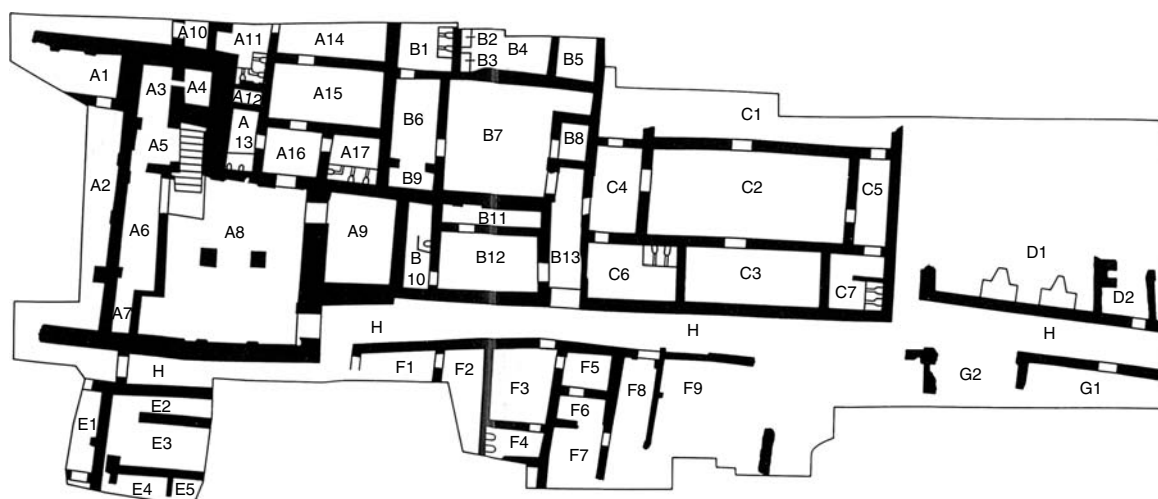 A10
A11
A14
B1
B2
B3
B4
B5
A1
A3
A4
A12
A15
B6
B7
B8
C1
A
13
A5
A16
A17
B9
C4
C2
C5
A2
A6
A8
A9
B
10
B11
B12
B13
C6
C3
C7
D1
D2
A7
H
H
H
H
F1
F2
F3
F5
F8
F9
G2
G1
E1
E2
E3
F6
F4
F7
E4
E5